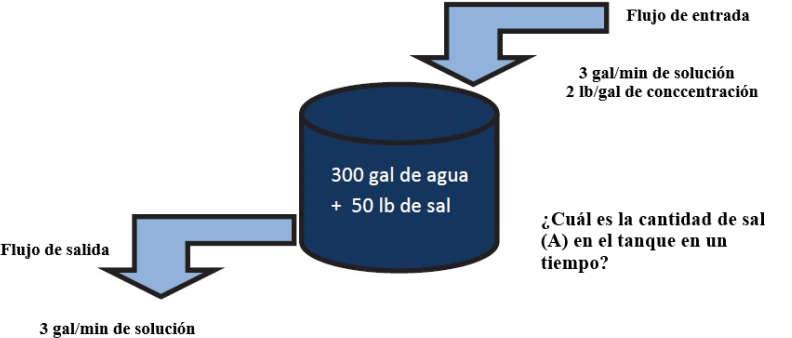 Flujo de entrada
3 gal/min de solución
2 lb/gal de conccentración
300 gal de agua
+ 50 lb de sal
¿Cuál es la cantidad de sal
(A) en el tanque en un
tiempo?
Flujo de salida
3 gal/min de solución